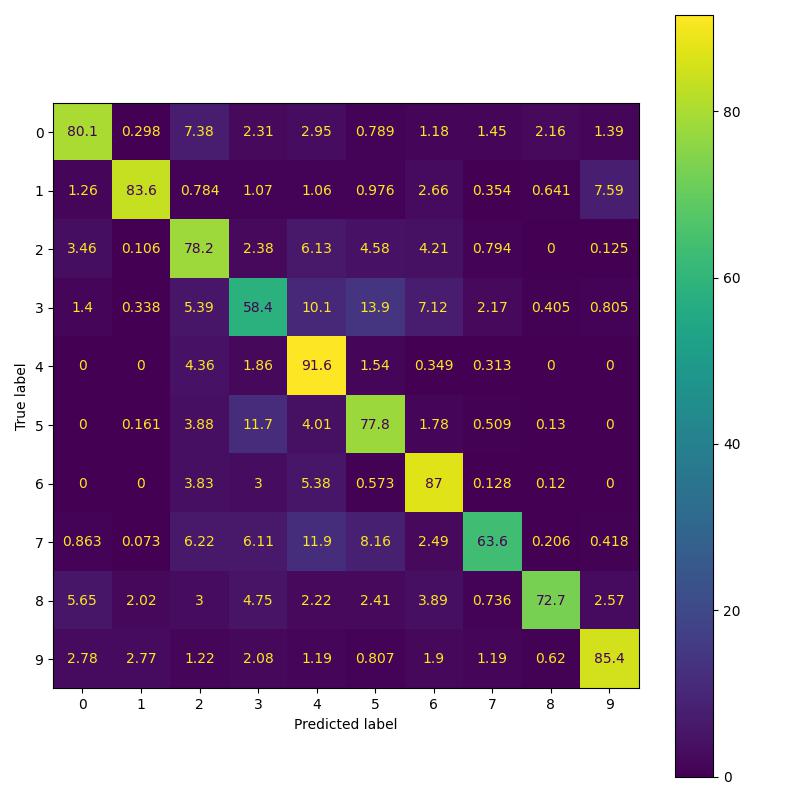 0 80.1 0.298 7.38 2.31 2.95 0.789 1.18 1.45 2.16 1.39
1 1.26 83.6 0.784 1.07 1.06 0.976 2.66 0.354 0.641 7.59
2 3.46 0.106 78.2 2.38 6.13 4.58 4.21 0.794 0 0.125
3 1.4 0.338 5.39 58.4 10.1 13.9 7.12 2.17 0.405 0.805
4 0 0 4.36 1.86 91.6 1.54 0.349 0.313 0 0
5 0 0.161 3.88 11.7 4.01 77.8 1.78 0.509 0.13 0
6 0 0 3.83 3 5.38 0.573 87 0.128 0.12 0
7 0.863 0.073 6.22 6.11 11.9 8.16 2.49 63.6 0.206 0.418
8 5.65 2.02 3 4.75 2.22 2.41 3.89 0.736 72.7 2.57
9 2.78 2.77 1.22 2.08 1.19 0.807 1.9 1.19 0.62 85.4
0 1 2 3 4 5 6 7 8 9
Predicted label
True label
80
60
40
20
0